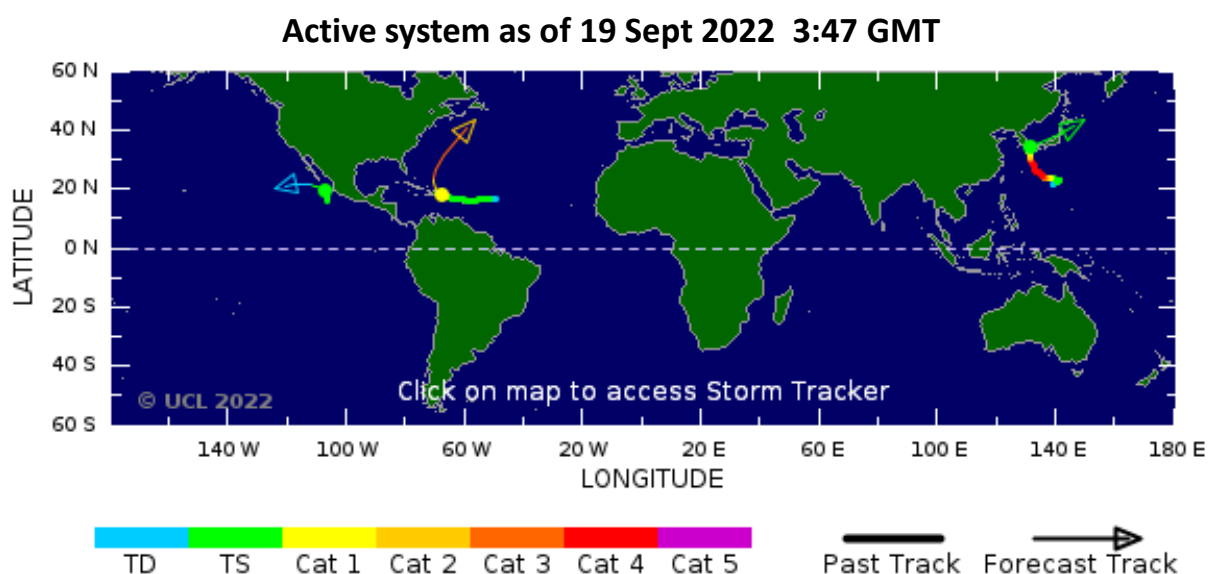 Active system as of 19 Sept 2022  3:47 GMT
60 N
40 N
20 N
0 N
20 S
40 S
60 S
LATITUDE
Click on map to access Storm Tracker
© UCL 2022
140 W 100 W 60 W 20 W 20 E 60 E 100 E 140 E 180 E
LONGITUDE
TD TS Cat 1 Cat 2 Cat 3 Cat 4 Cat 5 Past Track Forecast Track